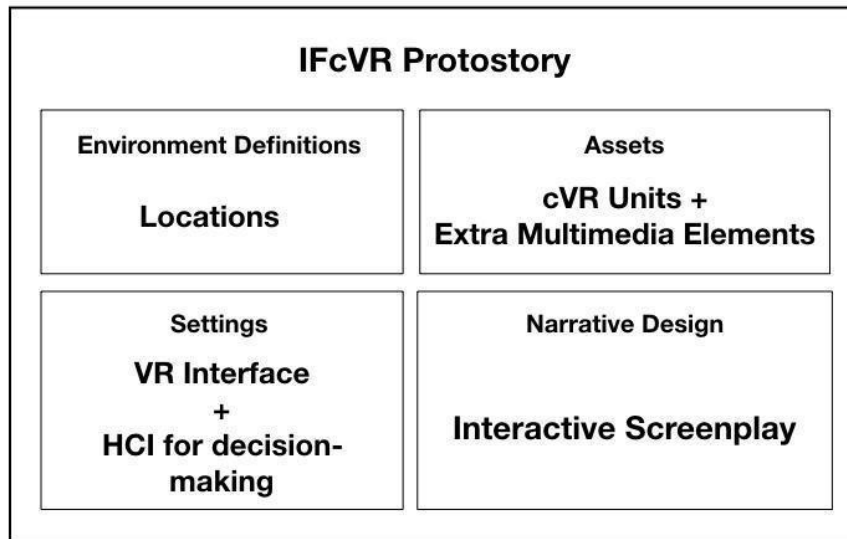 IFcVR Protostory
Environment Definitions
Locations
Assets
cVR Units +
Extra Multimedia Elements
Settings
VR Interface
+
HCI for decision-
making
Narrative Design
Interactive Screenplay